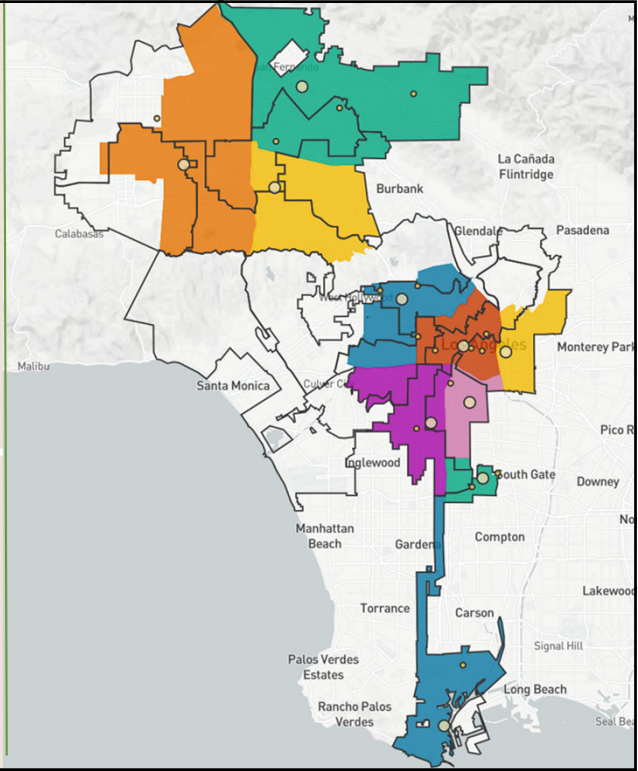 San Fernando
La Cañada
Flintridge
Burbank
Calabasas
Glendale
Pasadena
West Hollywood
Los Angeles
Monterey Park
Malibu
Santa Monica
Culver City
Pico R
Inglewood
South Gate
Downey
No
Manhattan
Beach
Gardena
Compton
Lakewood
Torrance
Carson
Signal Hill
Palos Verdes
Estates
Long Beach
Rancho Palos
Verdes
Seal Bea